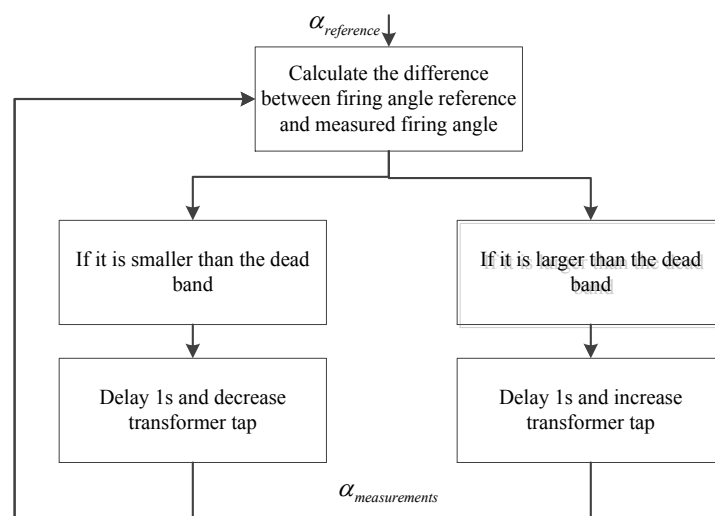 α reference
Calculate the difference
between firing angle reference
and measured firing angle
If it is smaller than the dead
band
If it is larger than the dead
band
Delay 1s and decrease
transformer tap
Delay 1s and increase
transformer tap
α measurements